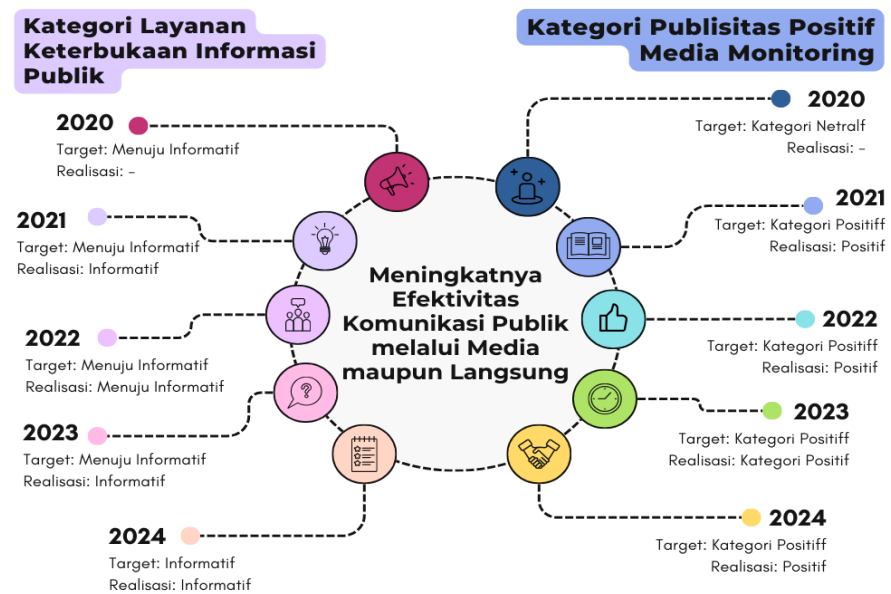 Kategori Layanan
Keterbukaan Informasi
Publik
2020
Target: Menuju Informatif
Realisasi: -
2021
Target: Menuju Informatif
Realisasi: Informatif
2022
Target: Menuju Informatif
Realisasi: Menuju Informatif
2023
Target: Menuju Informatif
Realisasi: Informatif
2024
Target: Informatif
Realisasi: Informatif
Meningkatnya
Efektivitas
Komunikasi Publik
melalui Media
maupun Langsung
Kategori Publisitas Positif
Media Monitoring
2020
Target: Kategori Netralf
Realisasi: -
2021
Target: Kategori Positiff
Realisasi: Positif
2022
Target: Kategori Positiff
Realisasi: Positif
2023
Target: Kategori Positiff
Realisasi: Kategori Positif
2024
Target: Kategori Positiff
Realisasi: Positif